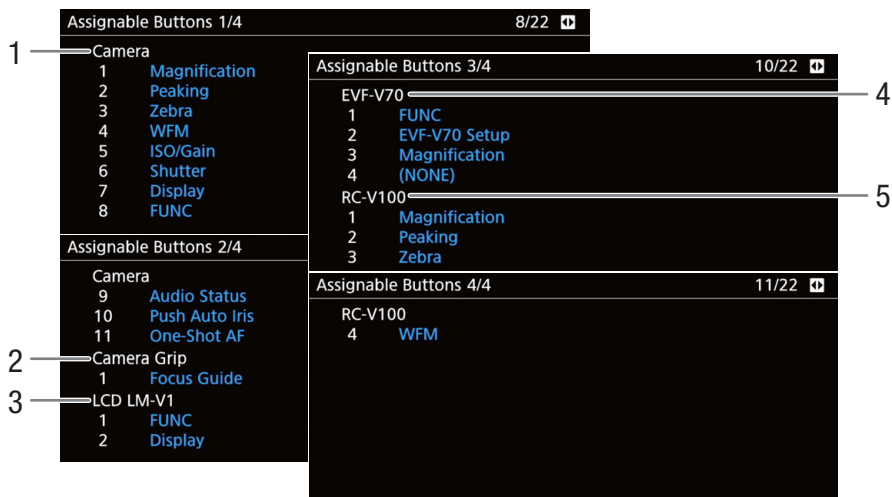 Assignable Buttons 1/4 8/22
1 Camera
1 Magnification
2 Peaking
3 Zebra
4 WFM
5 ISO/Gain
6 Shutter
7 Display
8 FUNC
Assignable Buttons 2/4
Camera
9 Audio Status
10 Push Auto Iris
11 One-Shot AF
2 Camera Grip
1 Focus Guide
3 LCD LM-V1
1 FUNC
2 Display
Assignable Buttons 3/4 10/22
EVF-V70 4
1 FUNC
2 EVF-V70 Setup
3 Magnification
4 (NONE)
RC-V100 5
1 Magnification
2 Peaking
3 Zebra
Assignable Buttons 4/4 11/22
RC-V100
4 WFM